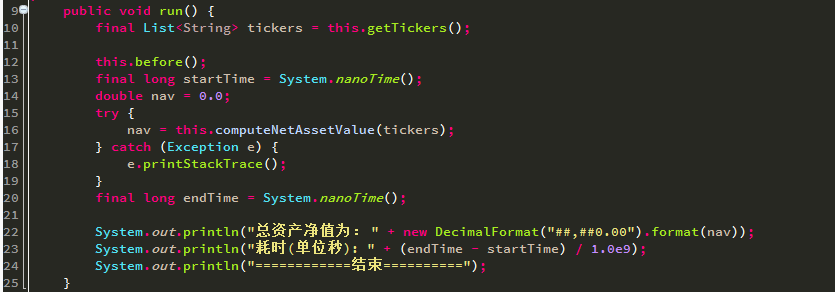 9 public void run() {
10 final List<String> tickers = this.getTickers();
11
12 this.before();
13 final long startTime = System.nanoTime();
14 double nav = 0.0;
15 try {
16 nav = this.computeNetAssetValue(tickers);
17 } catch (Exception e) {
18 e.printStackTrace();
19 }
20 final long endTime = System.nanoTime();
21
22 System.out.println("总资产净值为: " + new DecimalFormat("##,##0.00").format(nav));
23 System.out.println("耗时(单位秒): " + (endTime - startTime) / 1.0e9);
24 System.out.println("============结束==========");
25 }